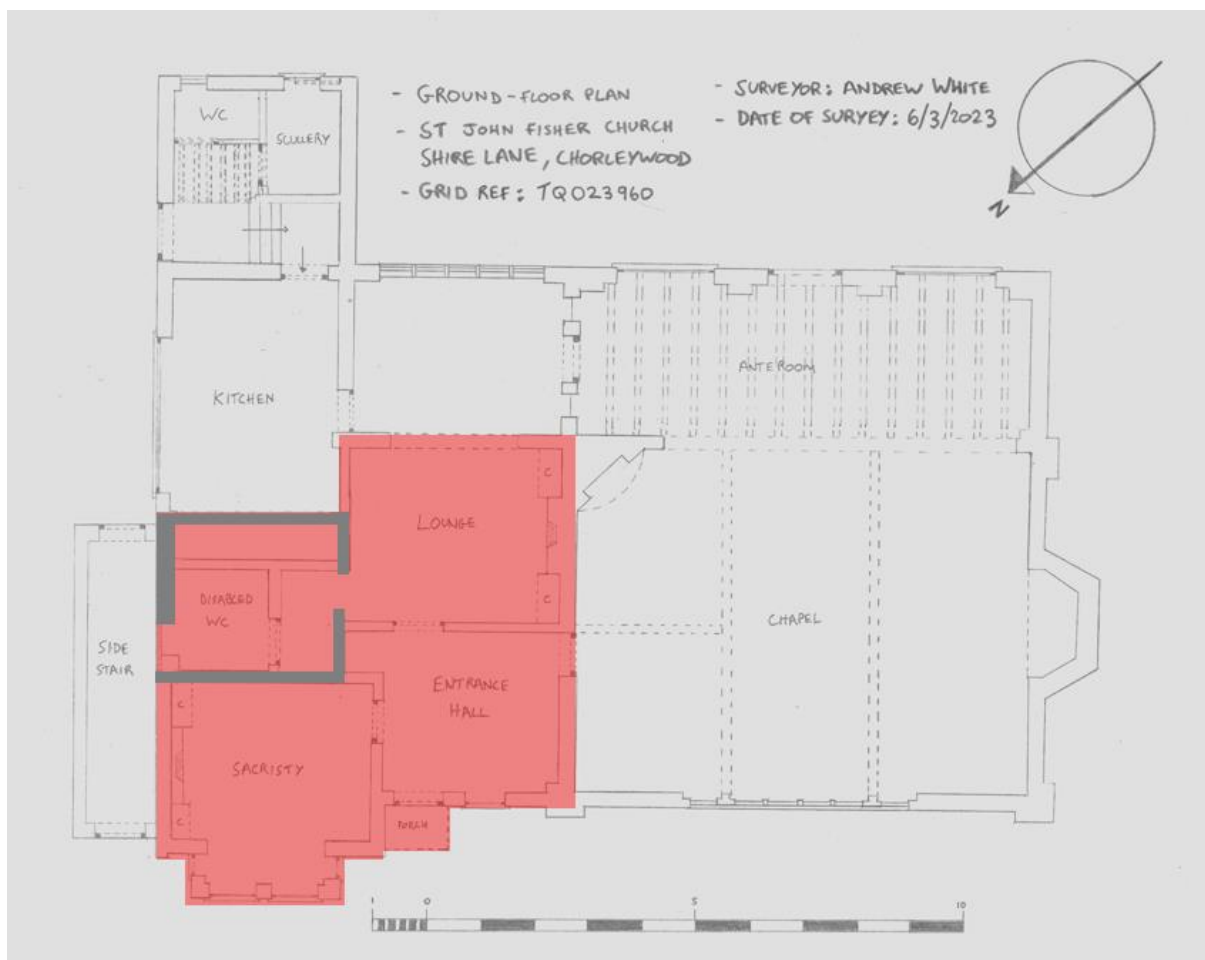 - GROUND-FLOOR PLAN
- ST JOHN FISHER CHURCH
SHIRE LANE, CHORLEYWOOD
- GRID REF: TQ023960
- SURVEYOR: ANDREW WHITE
- DATE OF SURVEY: 6/3/2023
N
WC
SCULLERY
KITCHEN
ANTEROOM
LOUNGE
C
C
DISABLED
WC
SIDE
STAIR
CHAPEL
ENTRANCE
HALL
C
SACRISTY
C
PORCH
1 0 5 10